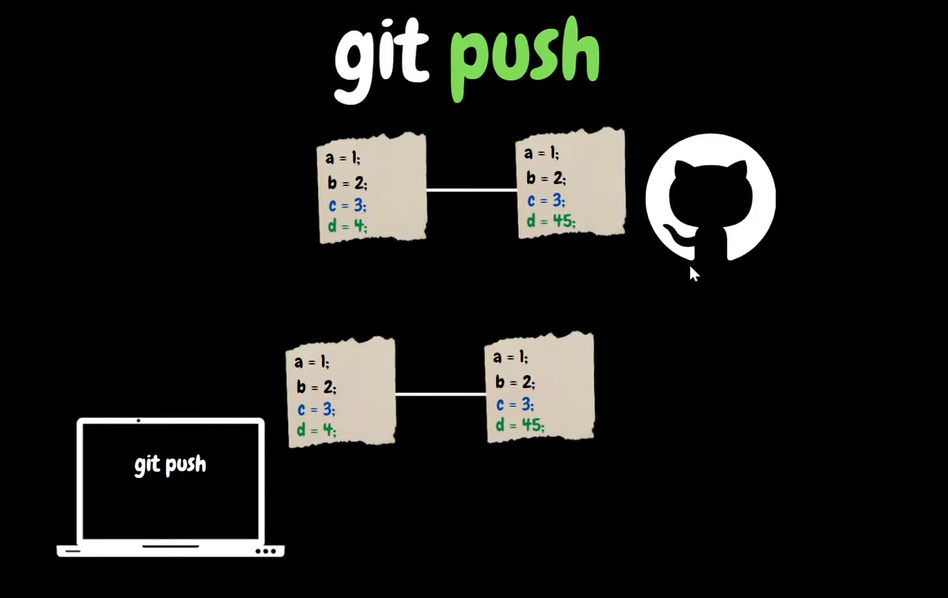 git push
a = 1;
b = 2;
c = 3;
d = 4;
a = 1;
b = 2;
c = 3;
d = 45;
a = 1;
b = 2;
c = 3;
d = 4;
a = 1;
b = 2;
c = 3;
d = 45;
git push